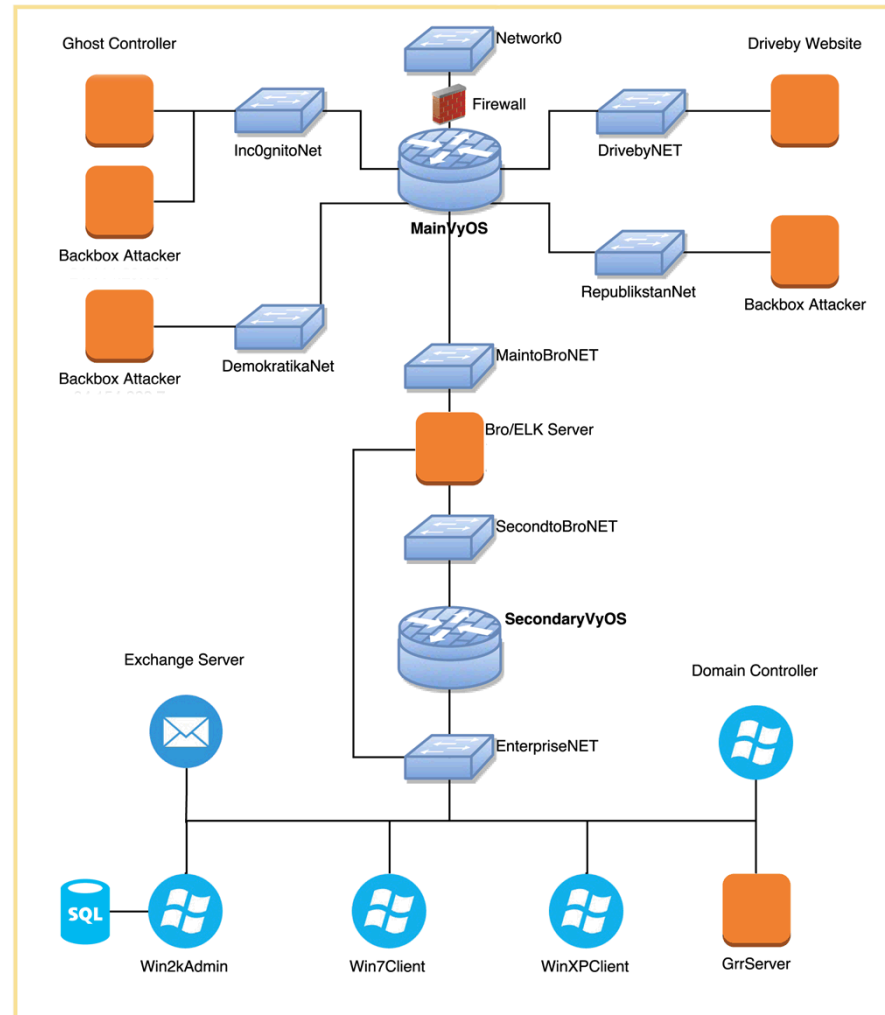 Ghost Controller
Network0
Driveby Website
Firewall
Inc0gnitoNet
DrivebyNET
MainVyOS
Backbox Attacker
RepublikstanNet
Backbox Attacker
Backbox Attacker
DemokratikaNet
MaintoBroNET
Bro/ELK Server
SecondtoBroNET
SecondaryVyOS
Exchange Server
Domain Controller
EnterpriseNET
SQL
Win2kAdmin
Win7Client
WinXPClient
GrrServer